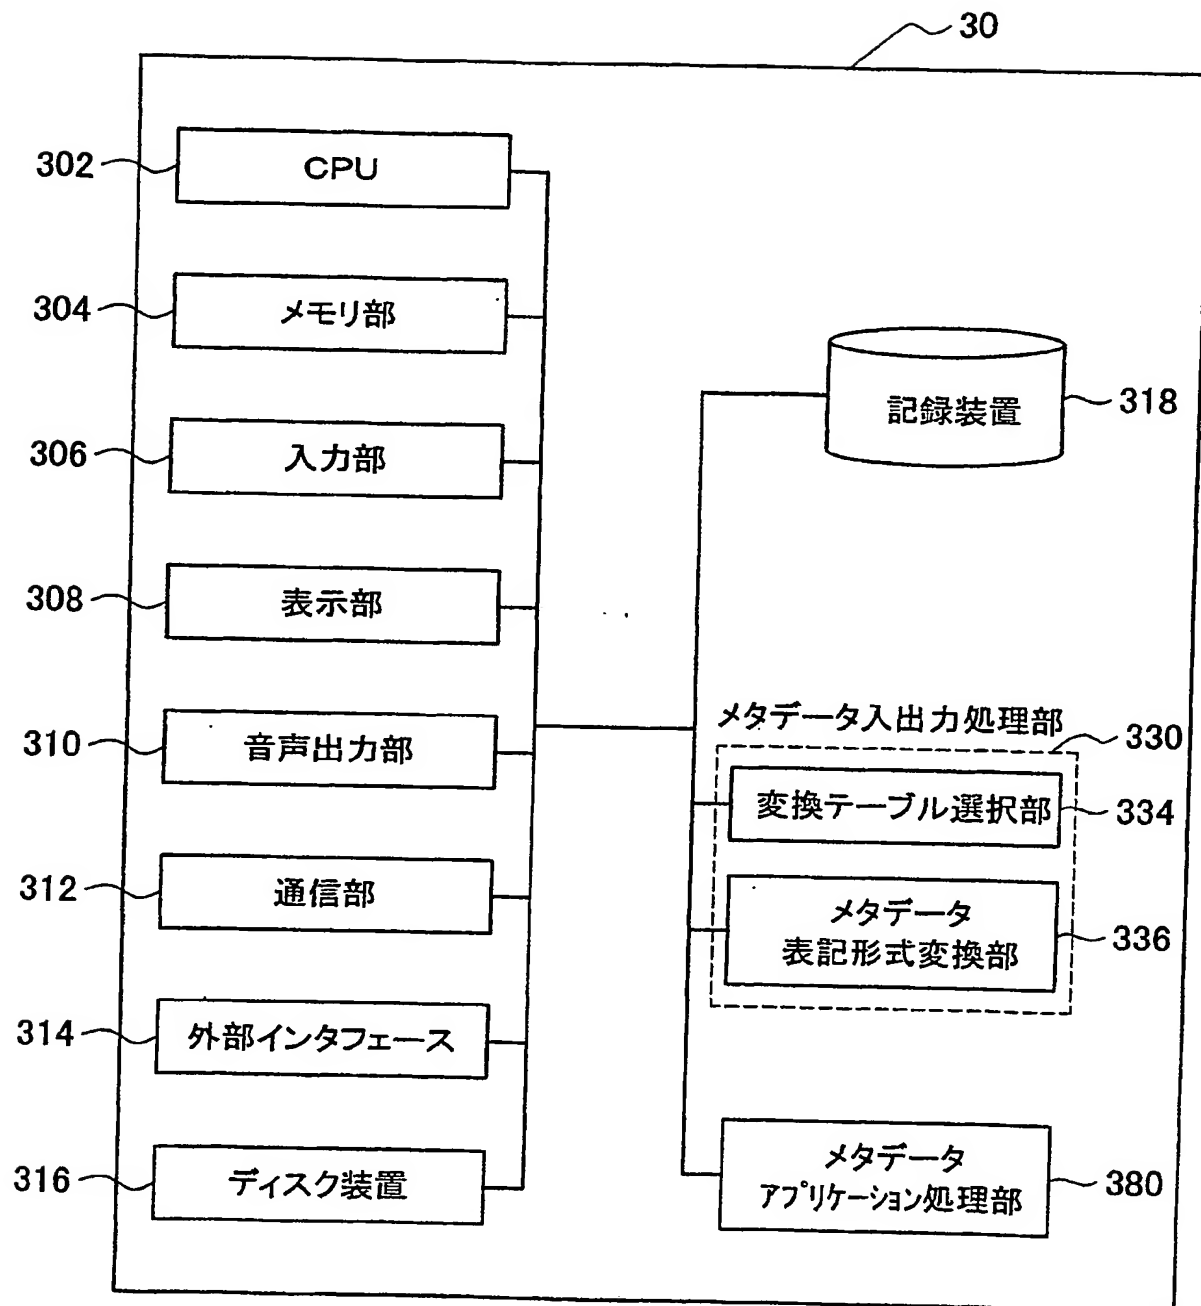 30
302
CPU
304
メモリ部
306
入力部
308
表示部
310
音声出力部
312
通信部
314
外部インタフェース
316
ディスク装置
記録装置
318
メタデータ入出力処理部
330
変換テーブル選択部
334
メタデータ
表記形式変換部
336
メタデータ
アプリケーション処理部
380